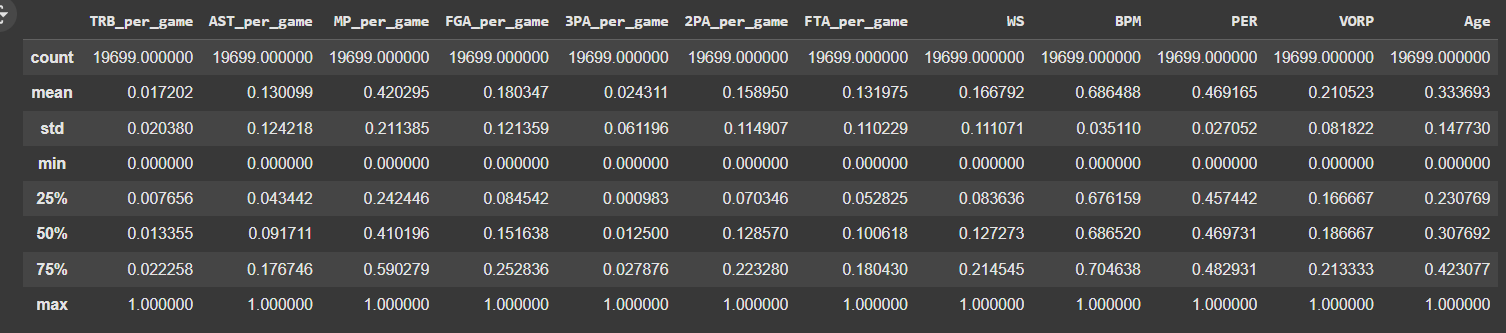 TRB_per_game AST_per_game MP_per_game FGA_per_game 3PA_per_game 2PA_per_game FTA_per_game WS BPM PER VORP Age
count 19699.000000 19699.000000 19699.000000 19699.000000 19699.000000 19699.000000 19699.000000 19699.000000 19699.000000 19699.000000 19699.000000 19699.000000
mean 0.017202 0.130099 0.420295 0.180347 0.024311 0.158950 0.131975 0.166792 0.686488 0.469165 0.210523 0.333693
std 0.020380 0.124218 0.211385 0.121359 0.061196 0.114907 0.110229 0.111071 0.035110 0.027052 0.081822 0.147730
min 0.000000 0.000000 0.000000 0.000000 0.000000 0.000000 0.000000 0.000000 0.000000 0.000000 0.000000 0.000000
25% 0.007656 0.043442 0.242446 0.084542 0.000983 0.070346 0.052825 0.083636 0.676159 0.457442 0.166667 0.230769
50% 0.013355 0.091711 0.410196 0.151638 0.012500 0.128570 0.100618 0.127273 0.686520 0.469731 0.186667 0.307692
75% 0.022258 0.176746 0.590279 0.252836 0.027876 0.223280 0.180430 0.214545 0.704638 0.482931 0.213333 0.423077
max 1.000000 1.000000 1.000000 1.000000 1.000000 1.000000 1.000000 1.000000 1.000000 1.000000 1.000000 1.000000